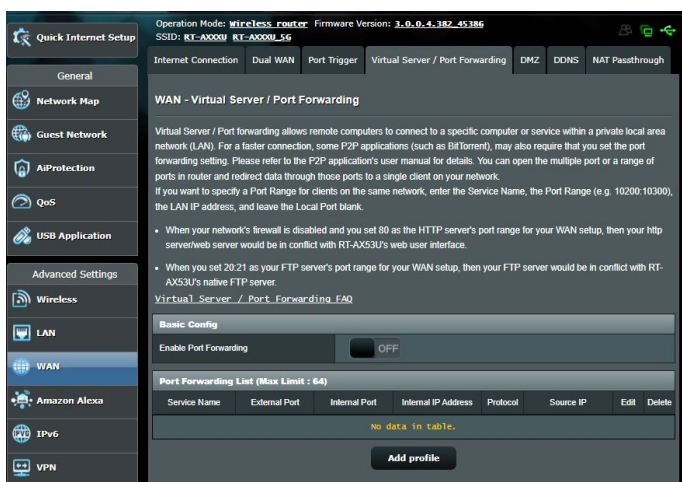 Quick Internet Setup
General
Network Map
Guest Network
AiProtection
QoS
USB Application
Advanced Settings
Wireless
LAN
WAN
Amazon Alexa
IPv6
VPN
Operation Mode: Wireless router Firmware Version: 3.0.0.4.382_45386
SSID: RT-AXXXU RT-AXXXU_5G
Internet Connection Dual WAN Port Trigger Virtual Server / Port Forwarding DMZ DDNS NAT Passthrough
WAN - Virtual Server / Port Forwarding
Virtual Server / Port forwarding allows remote computers to connect to a specific computer or service within a private local area
network (LAN). For a faster connection, some P2P applications (such as BitTorrent), may also require that you set the port
forwarding setting. Please refer to the P2P application's user manual for details. You can open the multiple port or a range of
ports in router and redirect data through those ports to a single client on your network.
If you want to specify a Port Range for clients on the same network, enter the Service Name, the Port Range (e.g. 10200:10300),
the LAN IP address, and leave the Local Port blank.
• When your network's firewall is disabled and you set 80 as the HTTP server's port range for your WAN setup, then your http
server/web server would be in conflict with RT-AX53U's web user interface.
• When you set 20:21 as your FTP server's port range for your WAN setup, then your FTP server would be in conflict with RT-
AX53U's native FTP server.
Virtual Server / Port Forwarding FAQ
Basic Config
Enable Port Forwarding OFF
Port Forwarding List (Max Limit : 64)
Service Name External Port Internal Port Internal IP Address Protocol Source IP Edit Delete
No data in table.
Add profile